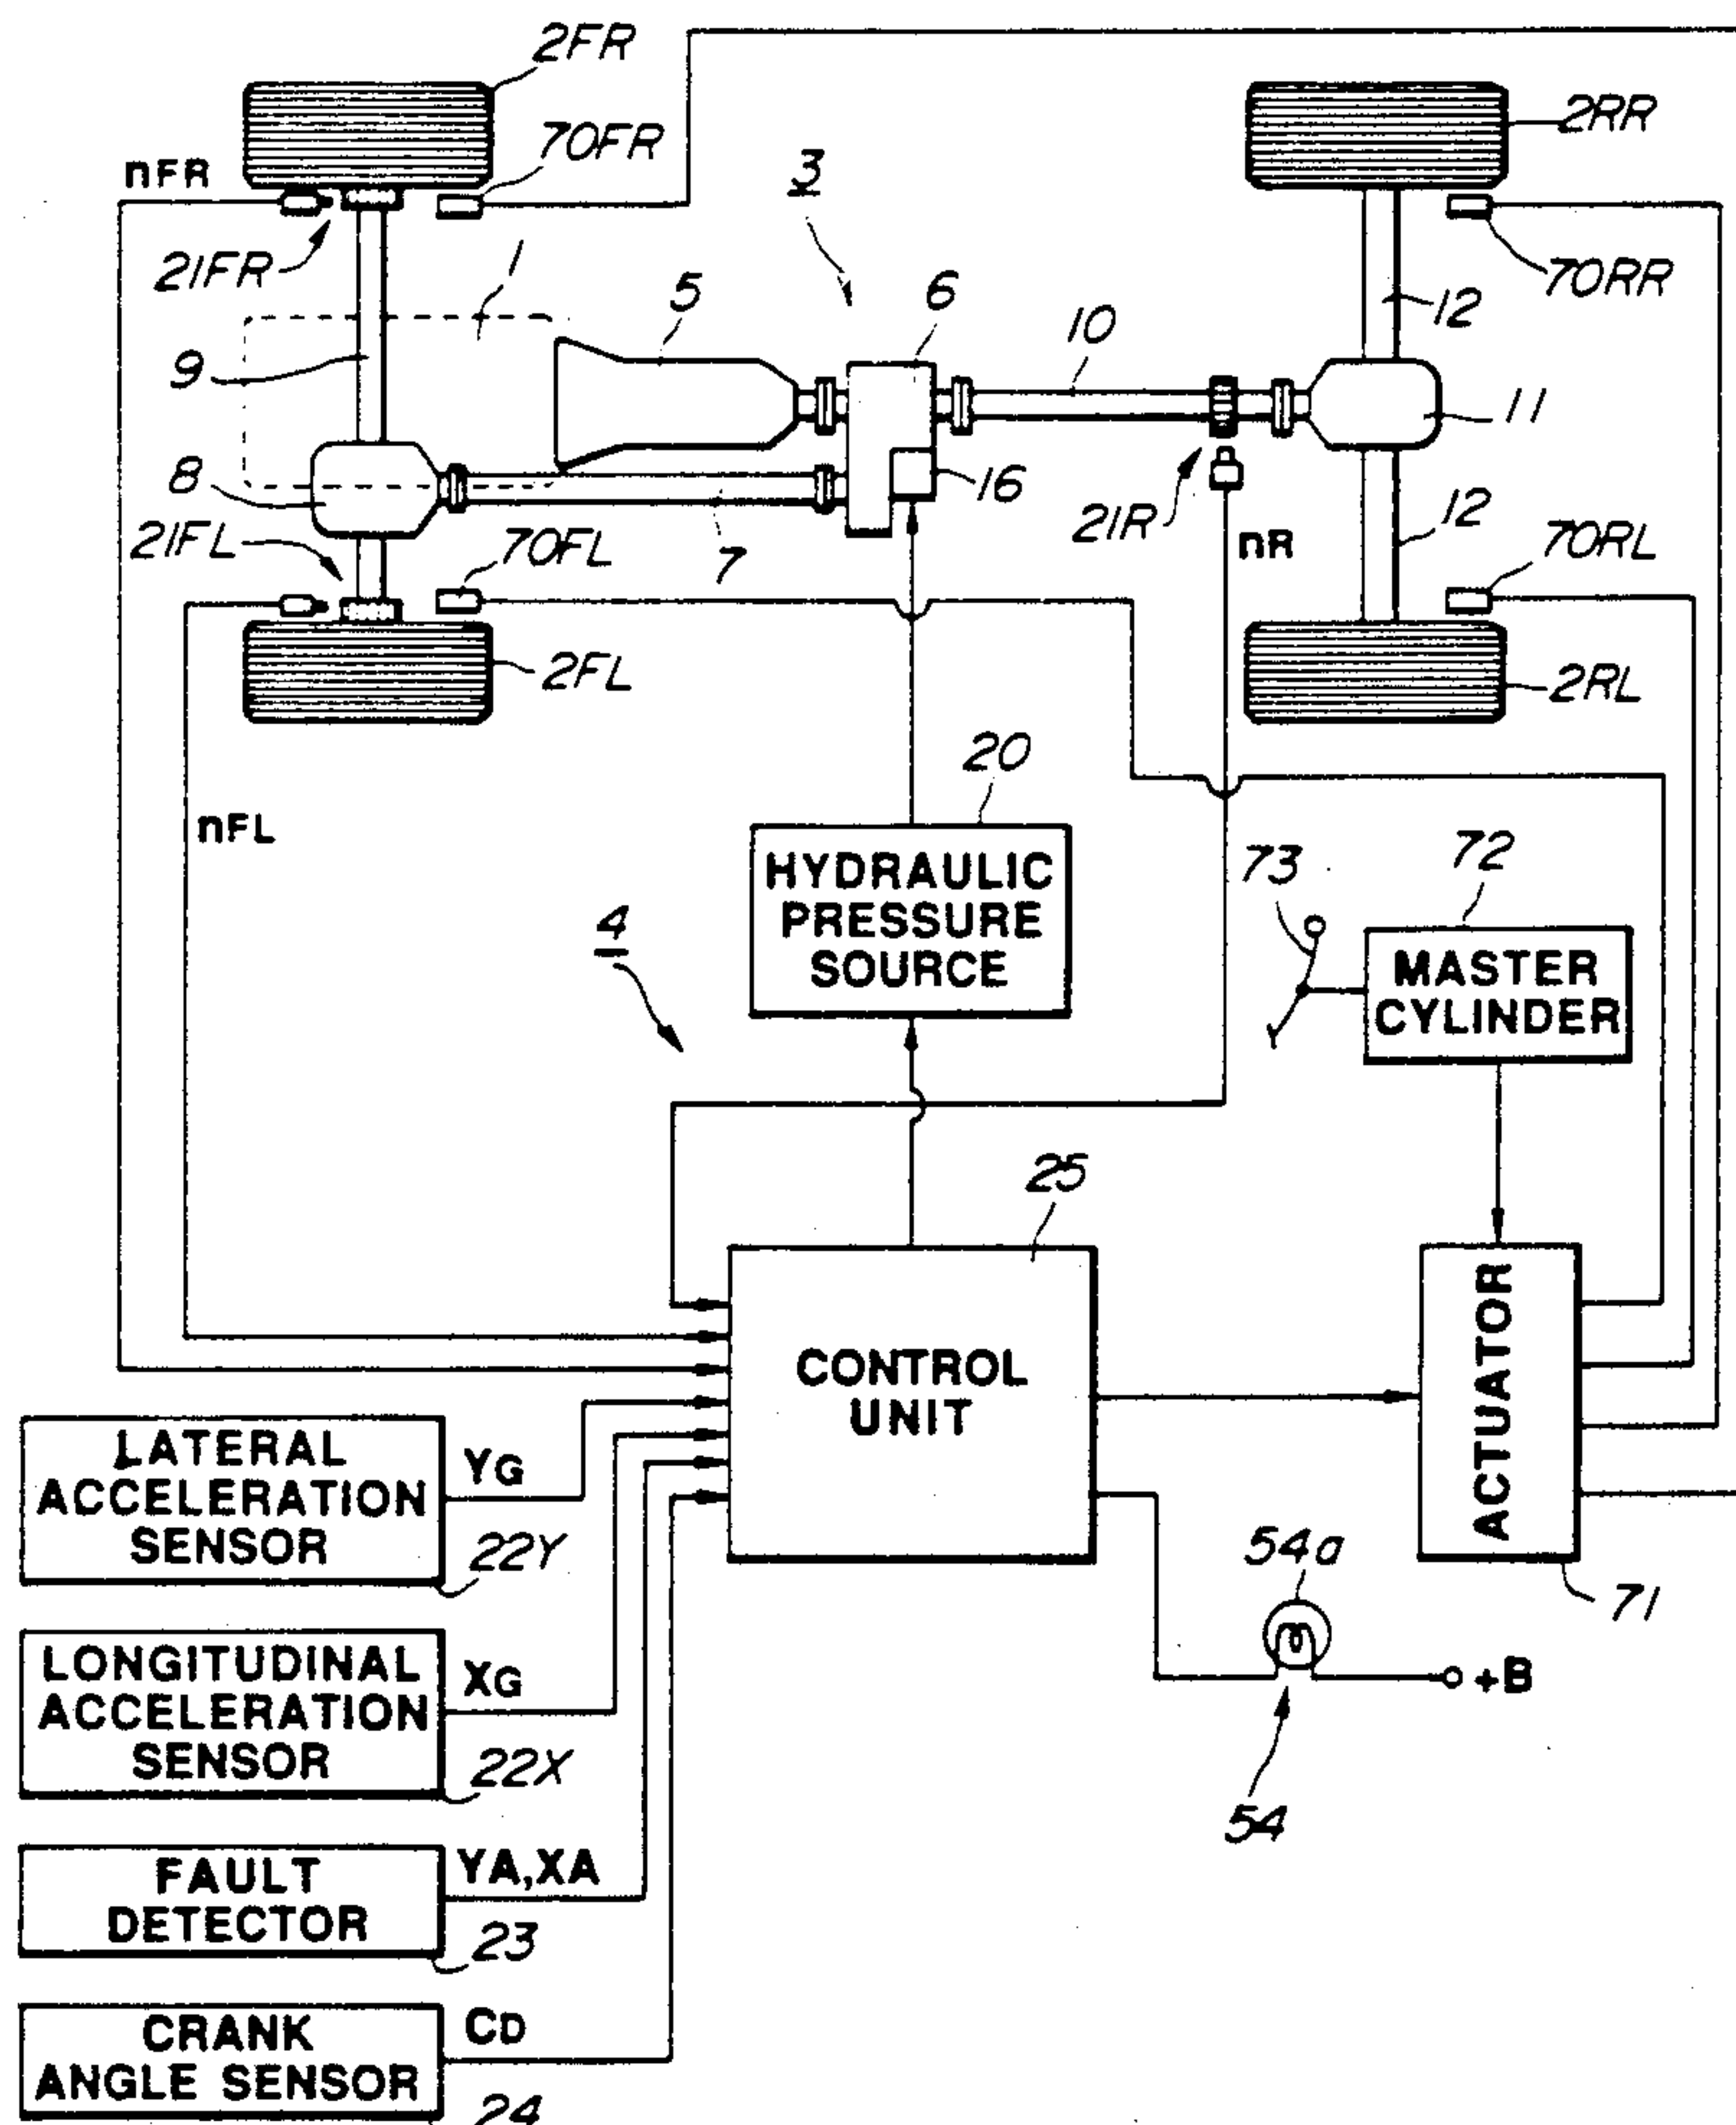 2FR
2RR
70FR
nFR
3
21FR
1
70RR
5
6
12
10
9
11
8
16
21FL
70FL
7
21R
nR
12
70RL
2FL
2RL
20
nFL
HYDRAULIC
PRESSURE
SOURCE
73
72
4
MASTER
CYLINDER
25
CONTROL
UNIT
ACTUATOR
LATERAL
ACCELERATION
SENSOR
YG
22Y
54a
71
LONGITUDINAL
ACCELERATION
SENSOR
XG
22X
+B
54
FAULT
DETECTOR
YA,XA
23
CRANK
ANGLE SENSOR
CD
24